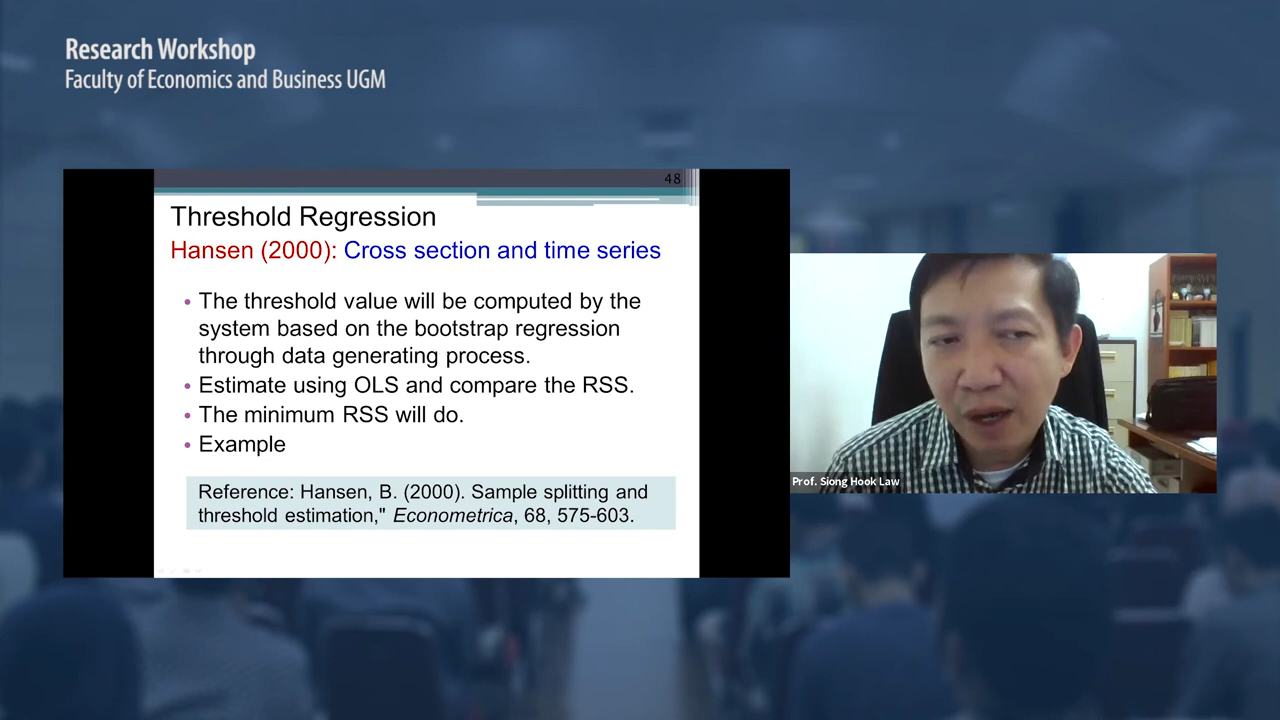 Research Workshop
Faculty of Economics and Business UGM
48
Threshold Regression
Hansen (2000): Cross section and time series
• The threshold value will be computed by the
system based on the bootstrap regression
through data generating process.
• Estimate using OLS and compare the RSS.
• The minimum RSS will do.
• Example
Reference: Hansen, B. (2000). Sample splitting and
threshold estimation," Econometrica, 68, 575-603.
Prof. Siong Hook Law